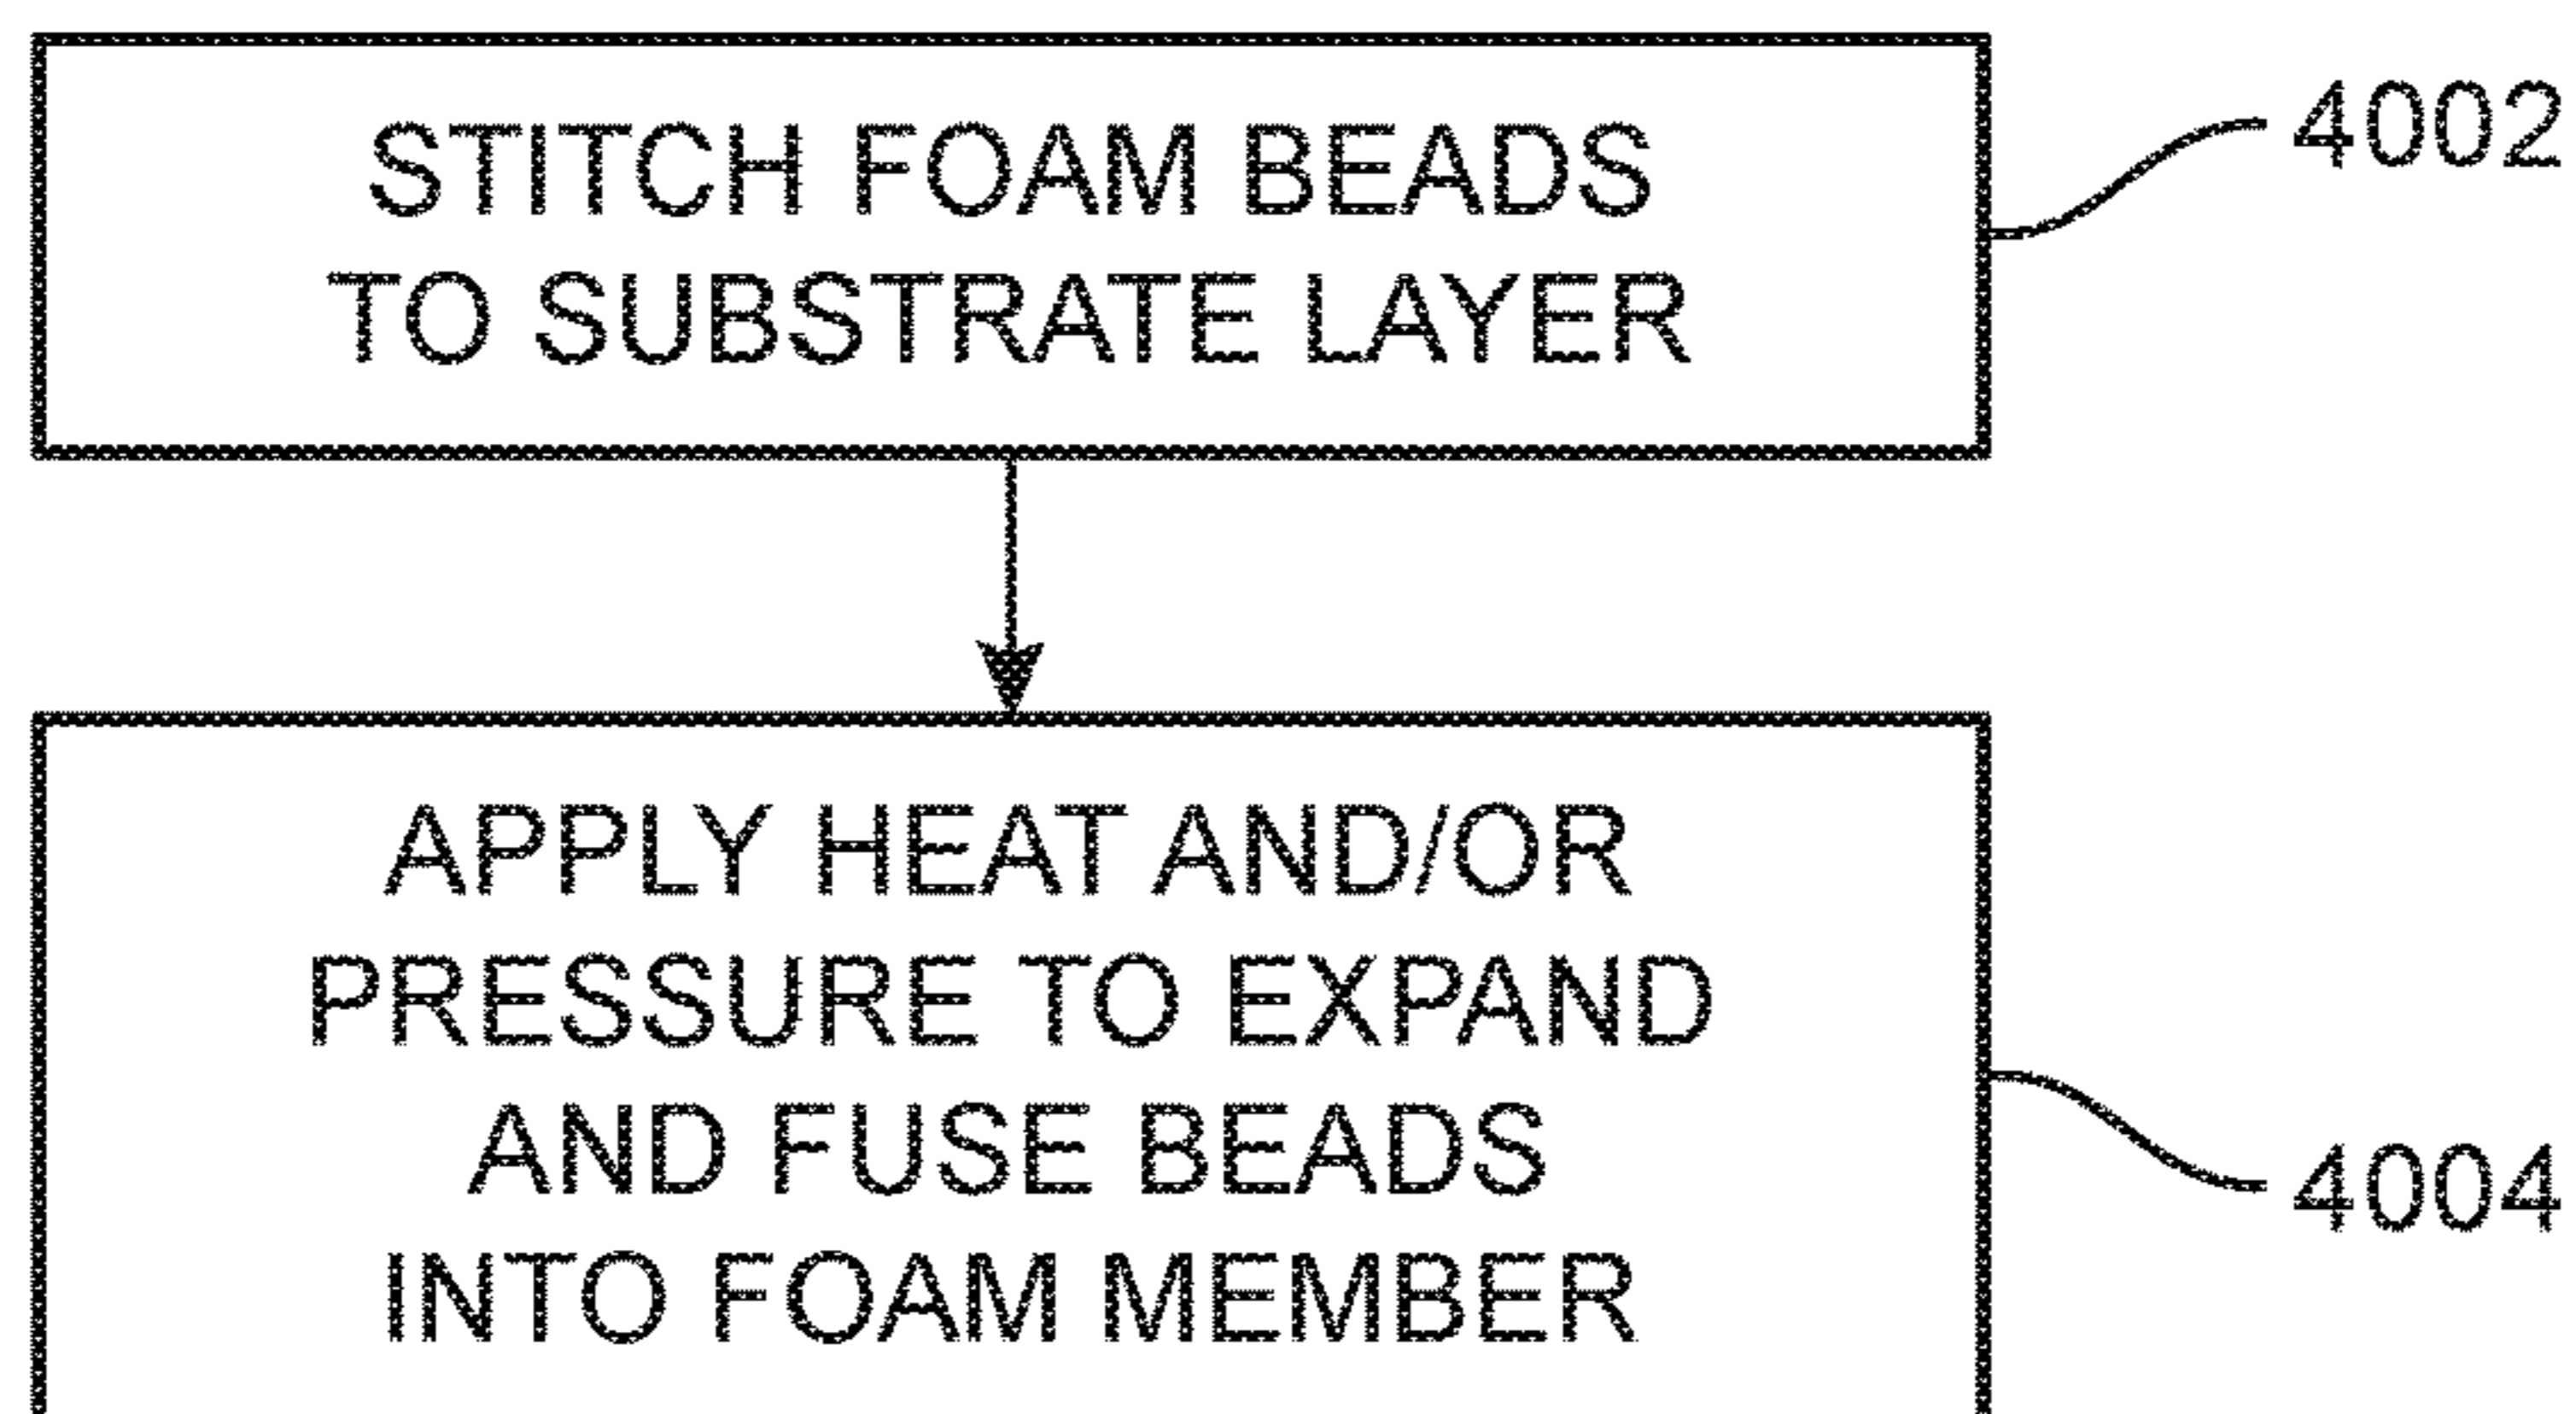 STITCH FOAM BEADS
TO SUBSTRATE LAYER
4002
APPLY HEAT AND/OR
PRESSURE TO EXPAND
AND FUSE BEADS
INTO FOAM MEMBER
4004